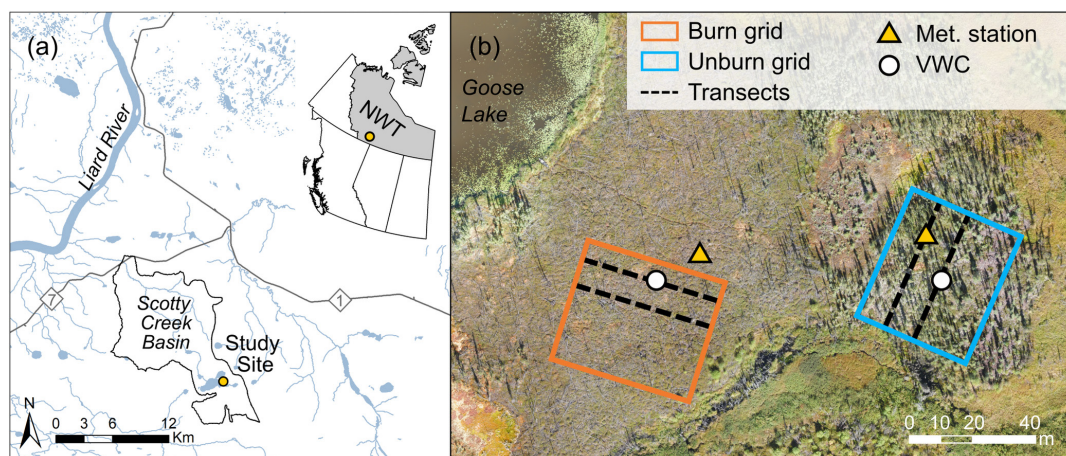 (a)
Liard River
NWT
7
1
Scotty
Creek
Basin
Study
Site
N
0 3 6 12
Km
(b)
Goose
Lake
Burn grid
Unburn grid
Transects
Met. station
VWC
0 10 20 40
m